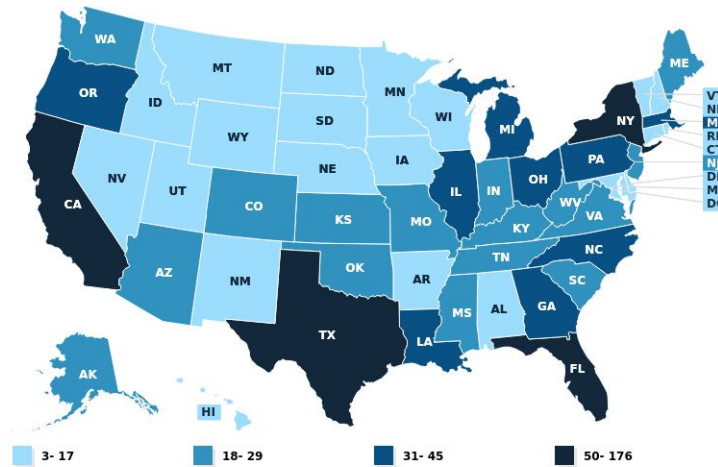 WA
ME
MT
ND
VT
OR
MN
ID
NY
WI
SD
MI
WY
RI
CT
IA
PA
NE
NV
OH
IL
IN
UT
CO
WV
CA
KS
VA
MO
KY
NC
TN
OK
AZ
NM
AR
SC
MS
AL
GA
TX
LA
AK
FL
HI
3- 17
18- 29
31- 45
50- 176